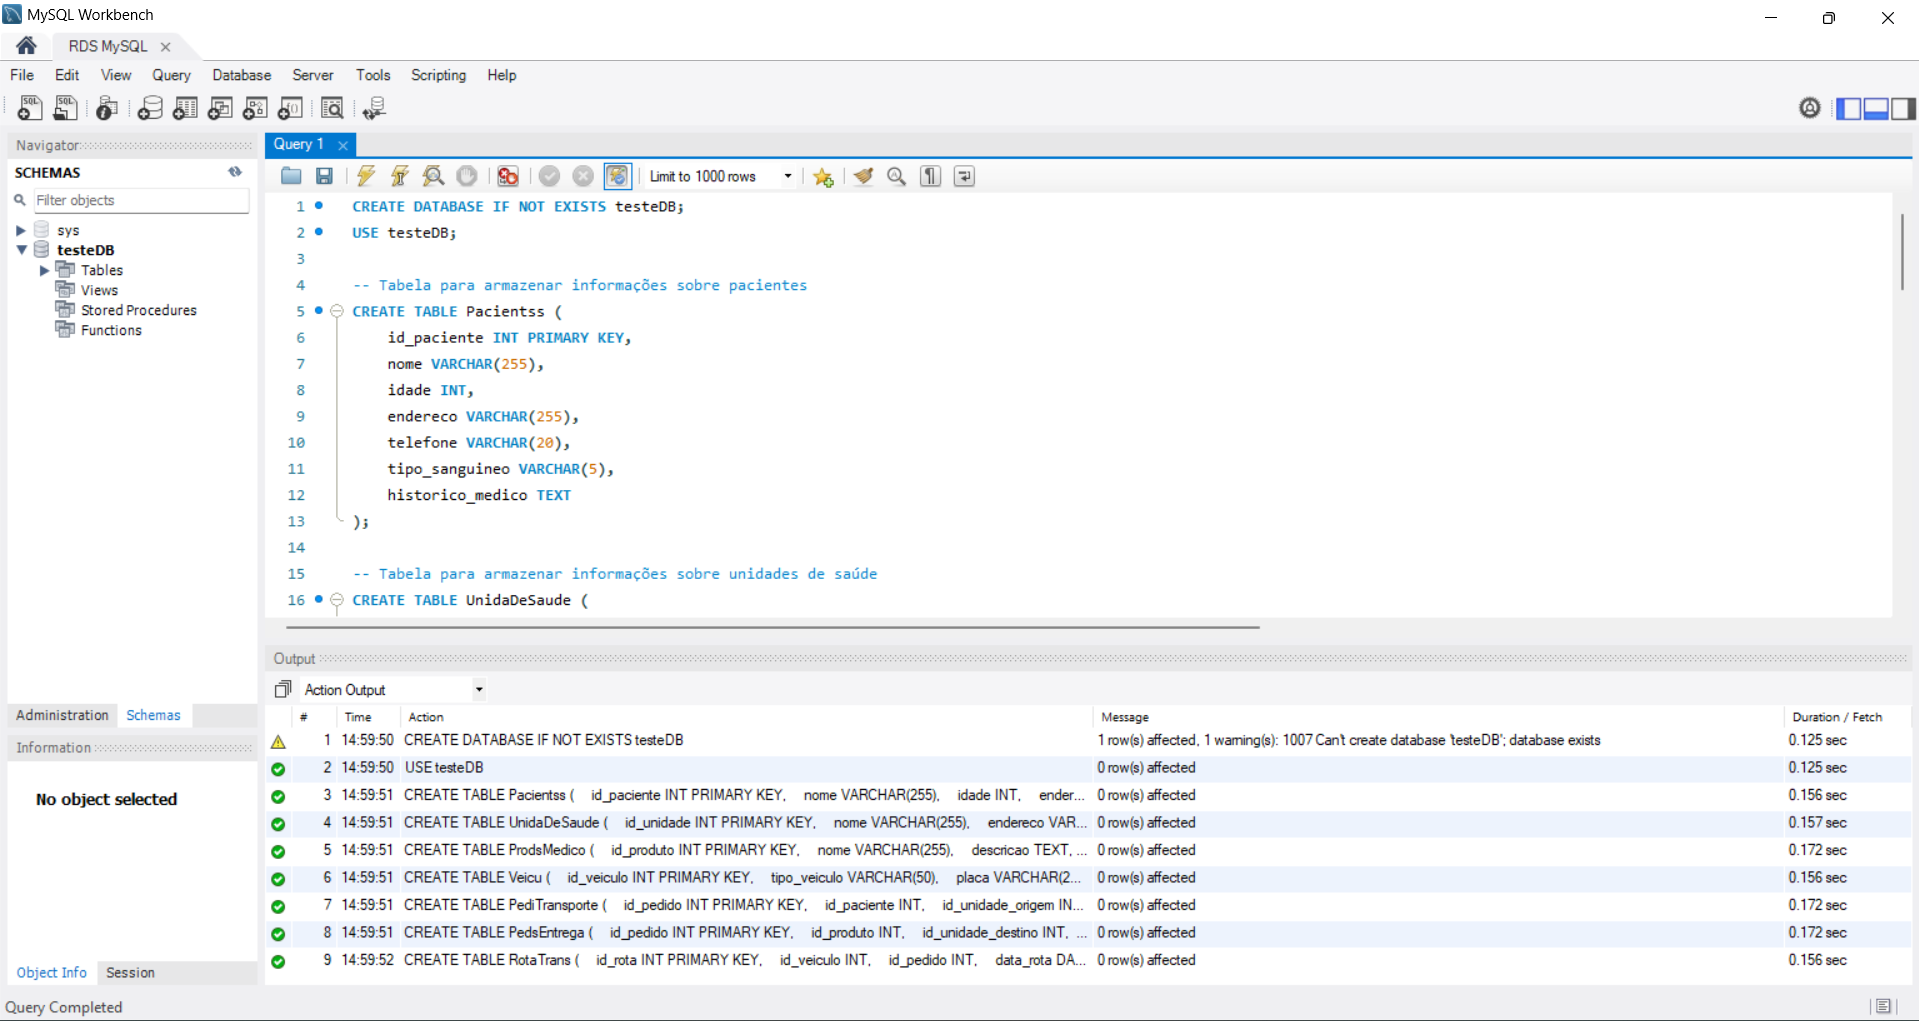 MySQL Workbench
RDS MySQL
File Edit View Query Database Server Tools Scripting Help
Navigator
SCHEMAS
Filter objects
sys
testeDB
Tables
Views
Stored Procedures
Functions
Administration Schemas
Information
No object selected
Object Info Session
Query 1
Limit to 1000 rows
1 CREATE DATABASE IF NOT EXISTS testeDB;
2 USE testeDB;
3
4 -- Tabela para armazenar informações sobre pacientes
5 CREATE TABLE Pacientss (
6 id_paciente INT PRIMARY KEY,
7 nome VARCHAR(255),
8 idade INT,
9 endereco VARCHAR(255),
10 telefone VARCHAR(20),
11 tipo_sanguineo VARCHAR(5),
12 historico_medico TEXT
13 );
14
15 -- Tabela para armazenar informações sobre unidades de saúde
16 CREATE TABLE UnidaDeSaude (
Output
Action Output
# Time Action Message Duration / Fetch
1 14:59:50 CREATE DATABASE IF NOT EXISTS testeDB 1 row(s) affected, 1 warning(s): 1007 Can't create database 'testeDB'; database exists 0.125 sec
2 14:59:50 USE testeDB 0 row(s) affected 0.125 sec
3 14:59:51 CREATE TABLE Pacientss ( id_paciente INT PRIMARY KEY, nome VARCHAR(255), idade INT, ender... 0 row(s) affected 0.156 sec
4 14:59:51 CREATE TABLE UnidaDeSaude ( id_unidade INT PRIMARY KEY, nome VARCHAR(255), endereco VAR... 0 row(s) affected 0.157 sec
5 14:59:51 CREATE TABLE ProdsMedico ( id_produto INT PRIMARY KEY, nome VARCHAR(255), descricao TEXT, ... 0 row(s) affected 0.172 sec
6 14:59:51 CREATE TABLE Veicu ( id_veiculo INT PRIMARY KEY, tipo_veiculo VARCHAR(50), placa VARCHAR(2... 0 row(s) affected 0.156 sec
7 14:59:51 CREATE TABLE PediTransporte ( id_pedido INT PRIMARY KEY, id_paciente INT, id_unidade_origem IN... 0 row(s) affected 0.172 sec
8 14:59:51 CREATE TABLE PedsEntrega ( id_pedido INT PRIMARY KEY, id_produto INT, id_unidade_destino INT, ... 0 row(s) affected 0.172 sec
9 14:59:52 CREATE TABLE RotaTrans ( id_rota INT PRIMARY KEY, id_veiculo INT, id_pedido INT, data_rota DA... 0 row(s) affected 0.156 sec
Query Completed